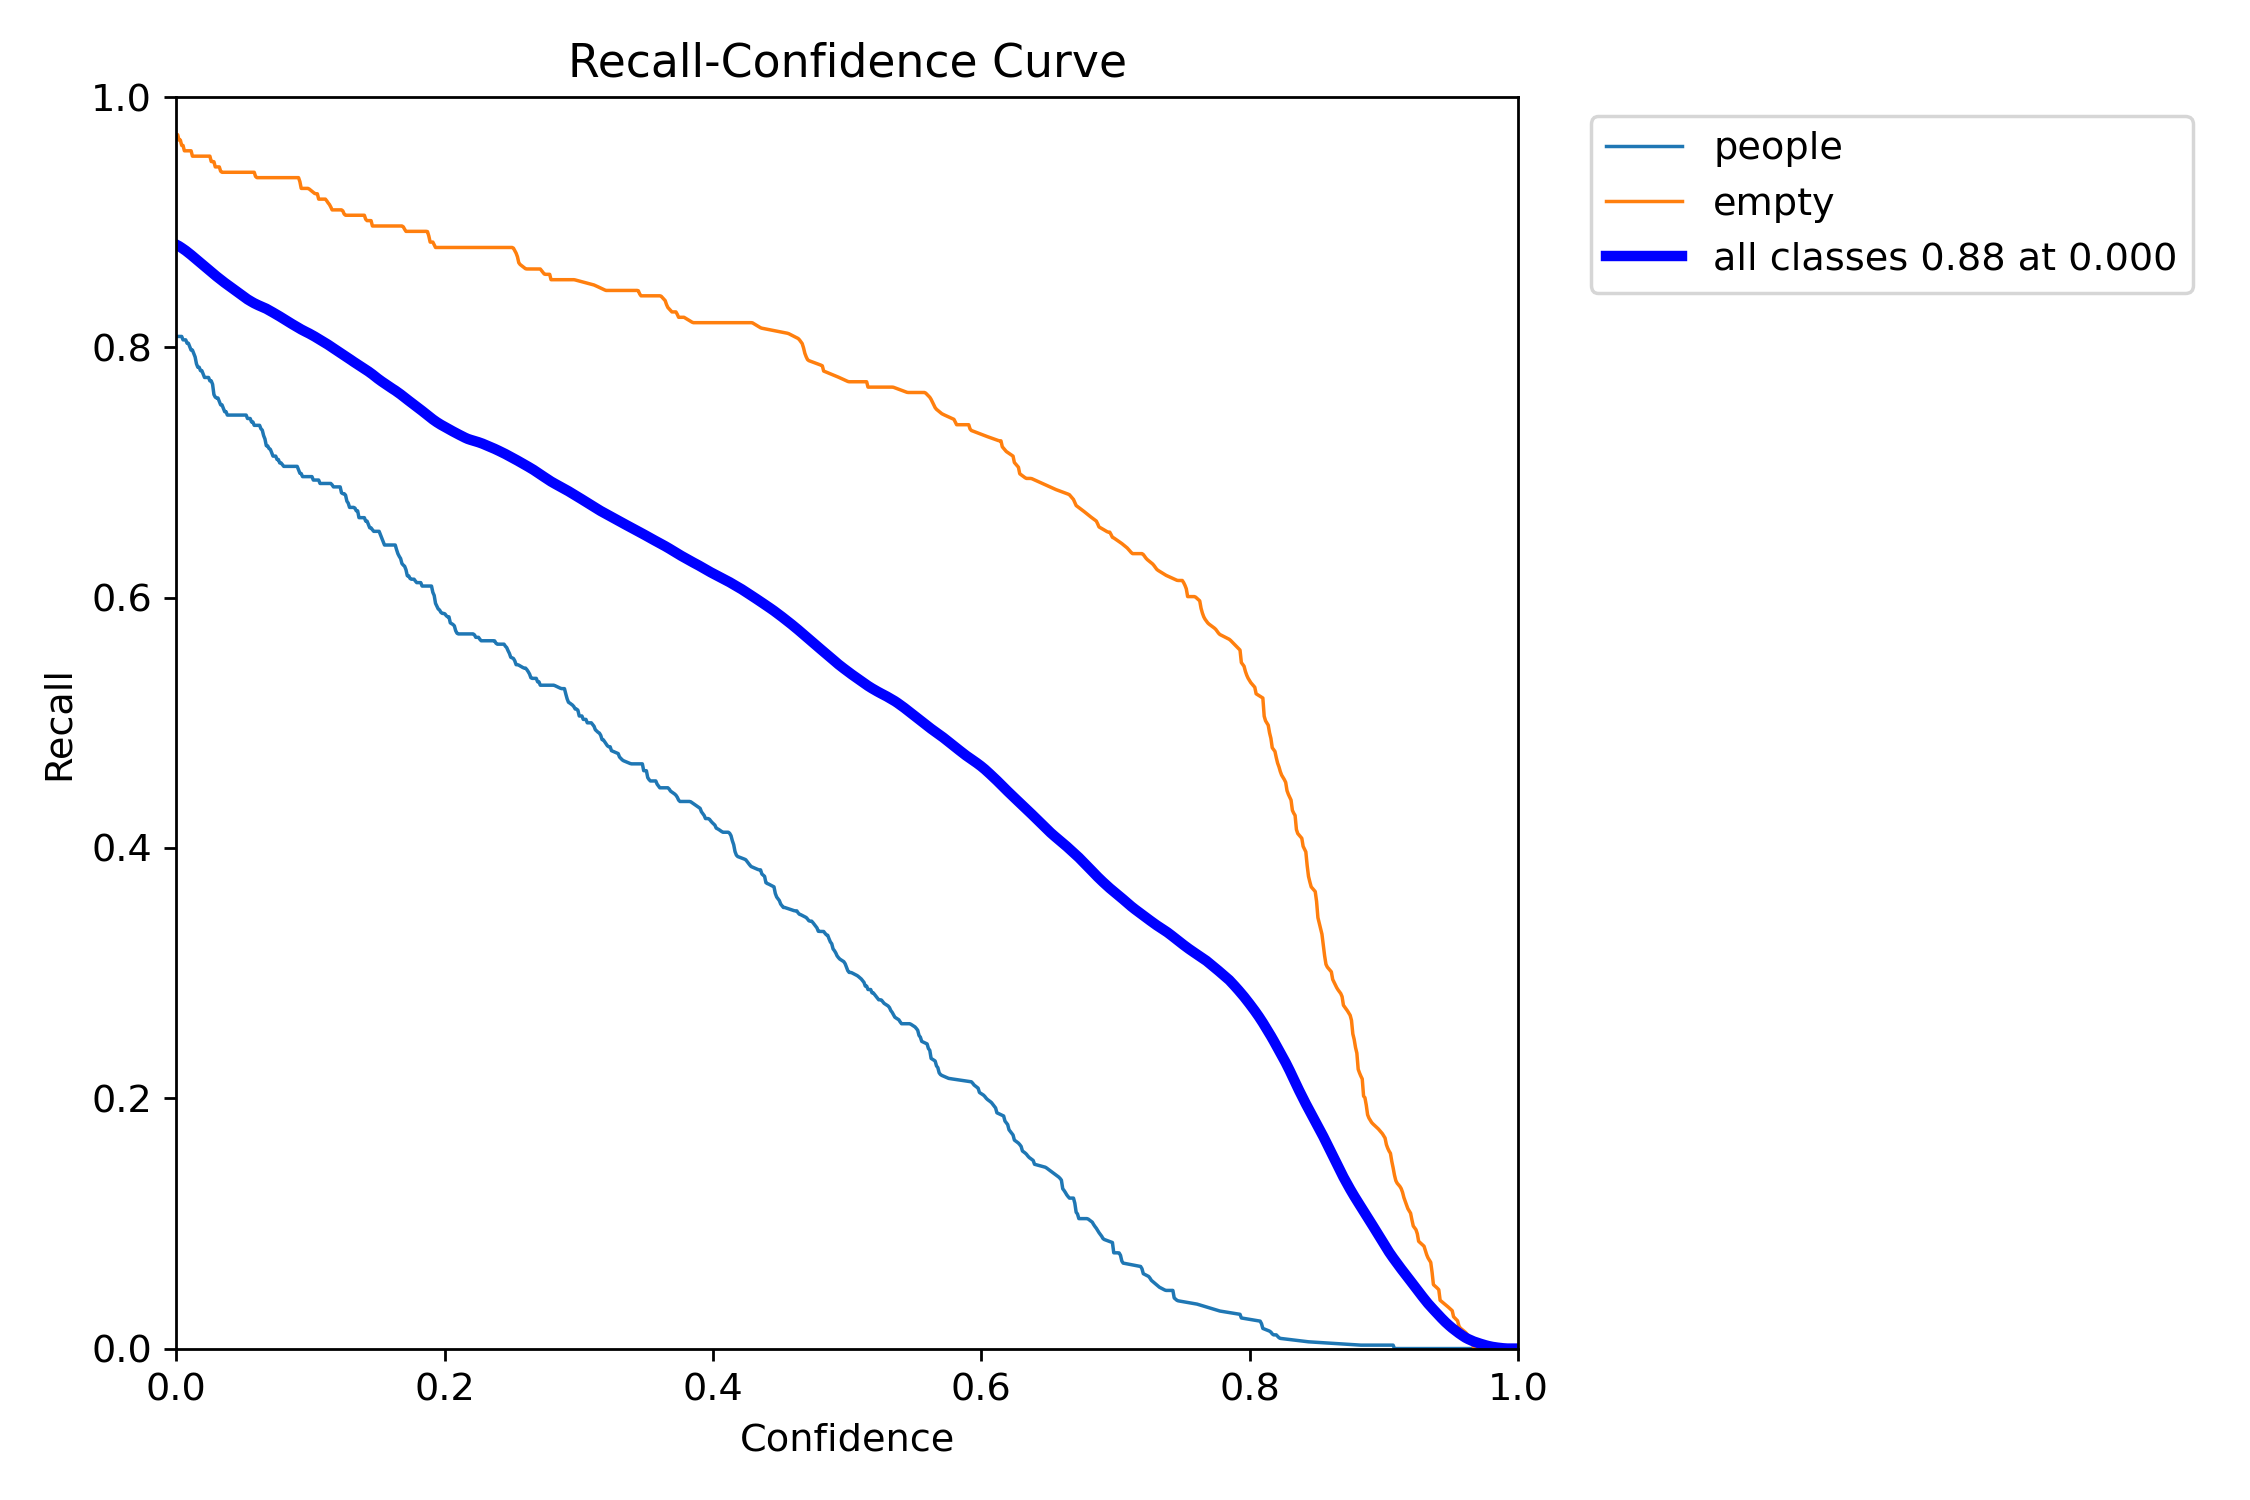 Recall-Confidence Curve
people
empty
all classes 0.88 at 0.000
Recall
1.0
0.8
0.6
0.4
0.2
0.0
0.0 0.2 0.4 0.6 0.8 1.0
Confidence